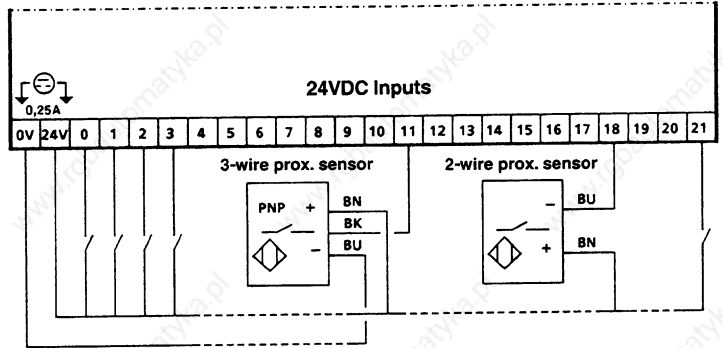 24VDC Inputs
0,25A
0V 24V 0 1 2 3 4 5 6 7 8 9 10 11 12 13 14 15 16 17 18 19 20 21
3-wire prox. sensor 2-wire prox. sensor
PNP + BN
BK
- BU
- BU
+ BN